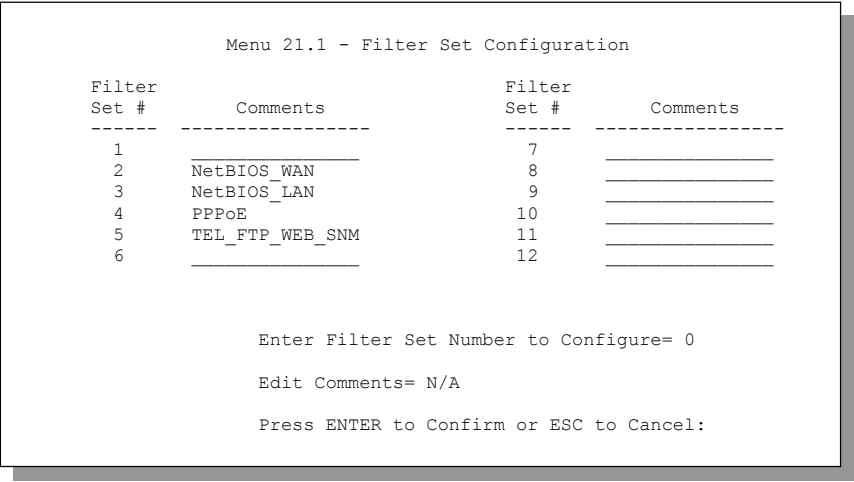 Menu 21.1 - Filter Set Configuration
Filter Filter
Set # Comments Set # Comments
------ ----------------- ------ -----------------
1 _______________ 7 _______________
2 NetBIOS_WAN 8 _______________
3 NetBIOS_LAN 9 _______________
4 PPPoE 10 _______________
5 TEL_FTP_WEB_SNM 11 _______________
6 _______________ 12 _______________
Enter Filter Set Number to Configure= 0
Edit Comments= N/A
Press ENTER to Confirm or ESC to Cancel: